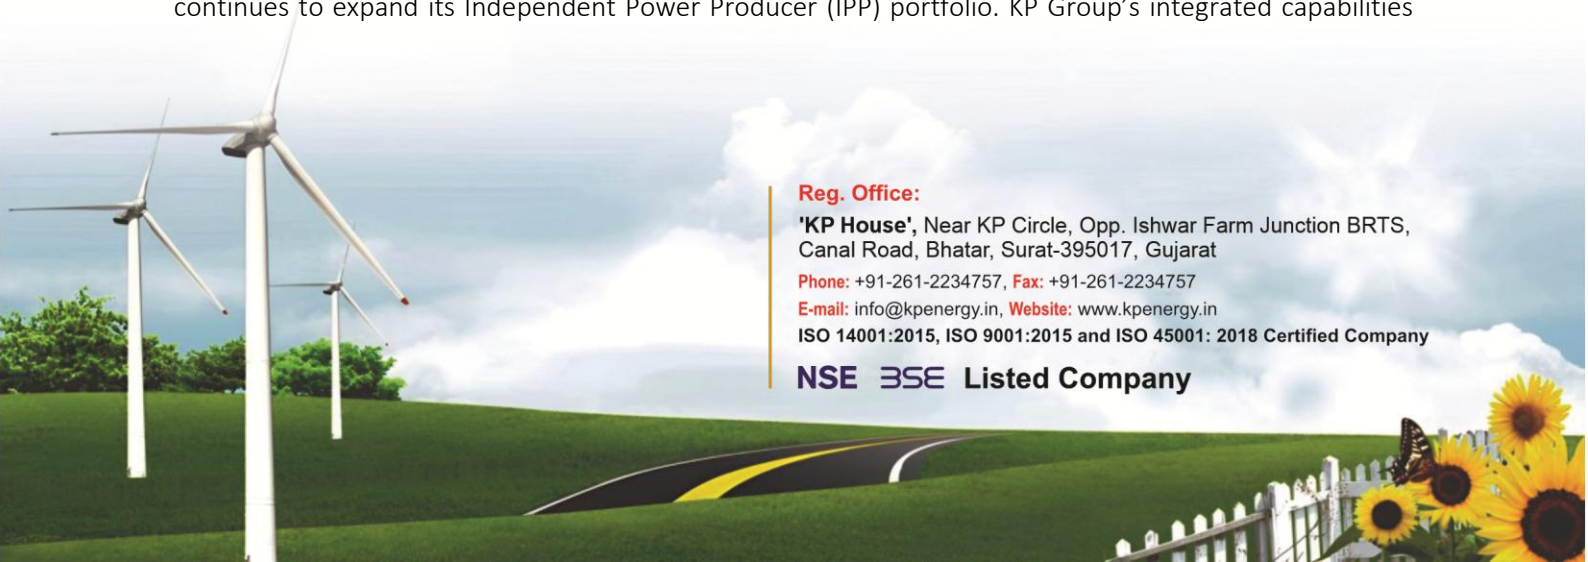 continues to expand its Independent Power Producer (IPP) portfolio. KP Group’s integrated capabilities
Reg. Office:
'KP House', Near KP Circle, Opp. Ishwar Farm Junction BRTS,
Canal Road, Bhatar, Surat-395017, Gujarat
Phone: +91-261-2234757, Fax: +91-261-2234757
E-mail: info@kpenergy.in, Website: www.kpenergy.in
ISO 14001:2015, ISO 9001:2015 and ISO 45001: 2018 Certified Company
NSE BSE Listed Company